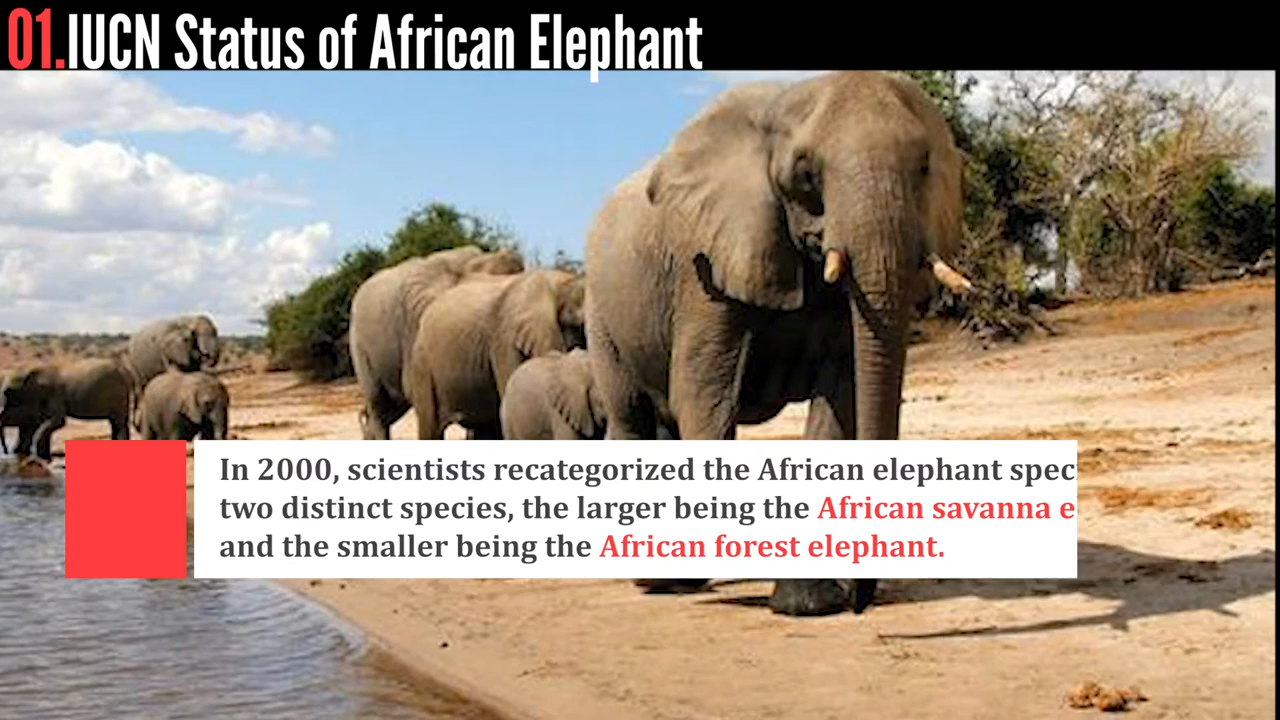 01.IUCN Status of African Elephant
In 2000, scientists recategorized the African elephant speci
two distinct species, the larger being the African savanna e
and the smaller being the African forest elephant.